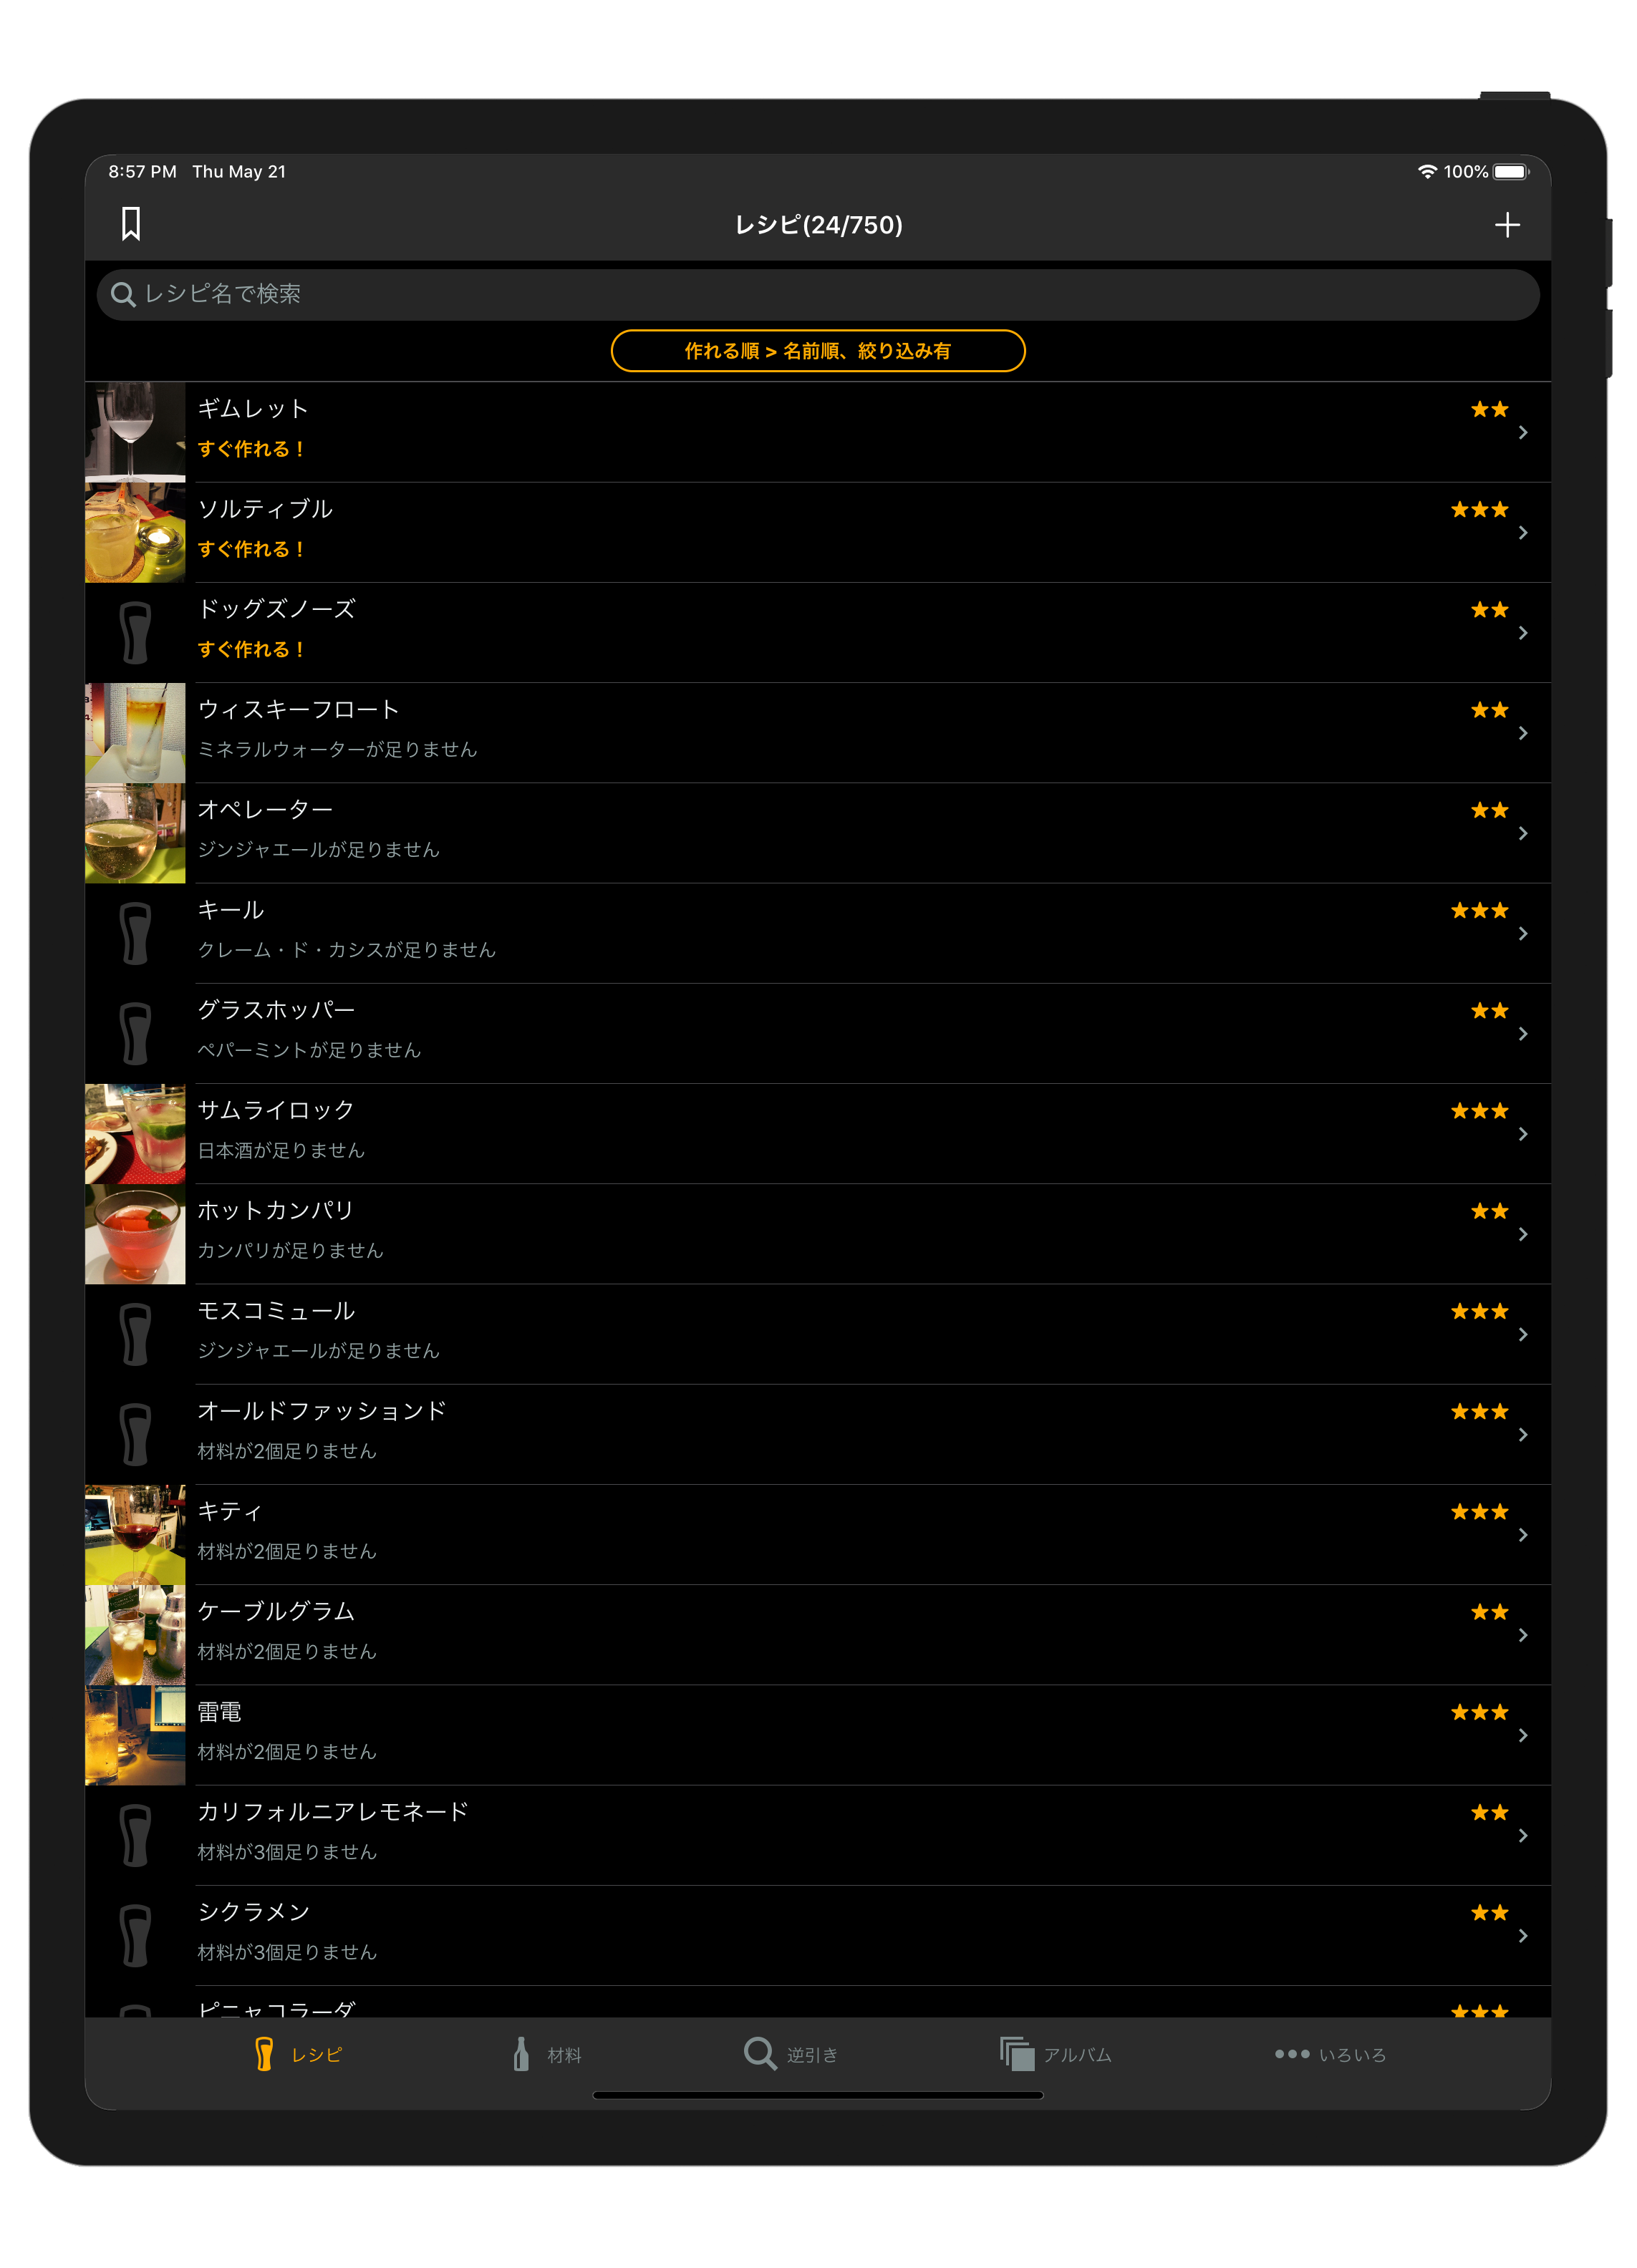 8:57 PM Thu May 21
100%
レシピ(24/750)
レシピ名で検索
作れる順 > 名前順、絞り込み有
ギムレット
すぐ作れる！
ソルティブル
すぐ作れる！
ドッグズノーズ
すぐ作れる！
ウィスキーフロート
ミネラルウォーターが足りません
オペレーター
ジンジャエールが足りません
キール
クレーム・ド・カシスが足りません
グラスホッパー
ペパーミントが足りません
サムライロック
日本酒が足りません
ホットカンパリ
カンパリが足りません
モスコミュール
ジンジャエールが足りません
オールドファッションド
材料が2個足りません
キティ
材料が2個足りません
ケーブルグラム
材料が2個足りません
雷電
材料が2個足りません
カリフォルニアレモネード
材料が3個足りません
シクラメン
材料が3個足りません
ピニャコラーダ
レシピ
材料
逆引き
アルバム
いろいろ